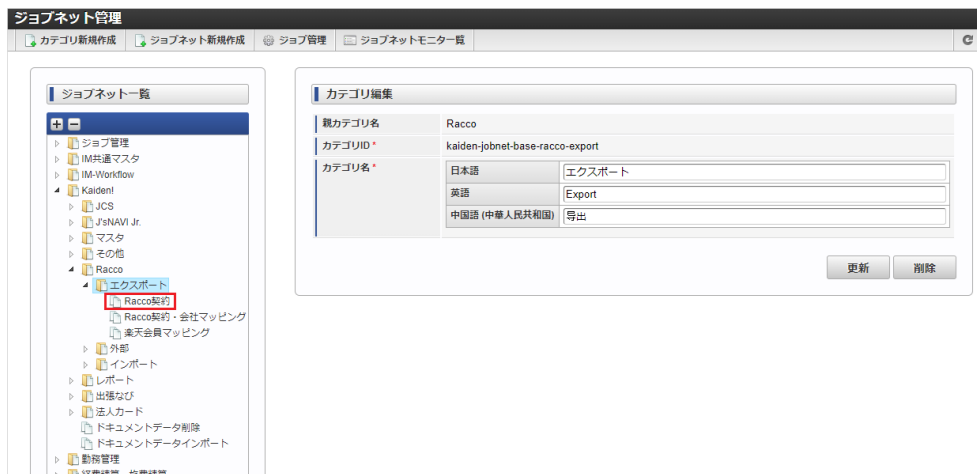 ジョブネット管理
カテゴリ新規作成 ジョブネット新規作成 ジョブ管理 ジョブネットモニタ一覧
ジョブネット一覧
ジョブ管理
IM共通マスタ
IM-Workflow
Kaiden!
JCS
J'sNAVI Jr.
マスタ
その他
Racco
エクスポート
Racco契約
Racco契約・会社マッピング
楽天会員マッピング
外部
インポート
レポート
出張なび
法人カード
ドキュメントデータ削除
ドキュメントデータインポート
勤務管理
カテゴリ編集
親カテゴリ名 Racco
カテゴリID * kaiden-jobnet-base-racco-export
カテゴリ名 * 日本語 エクスポート
英語 Export
中国語 (中華人民共和国) 导出
更新 削除